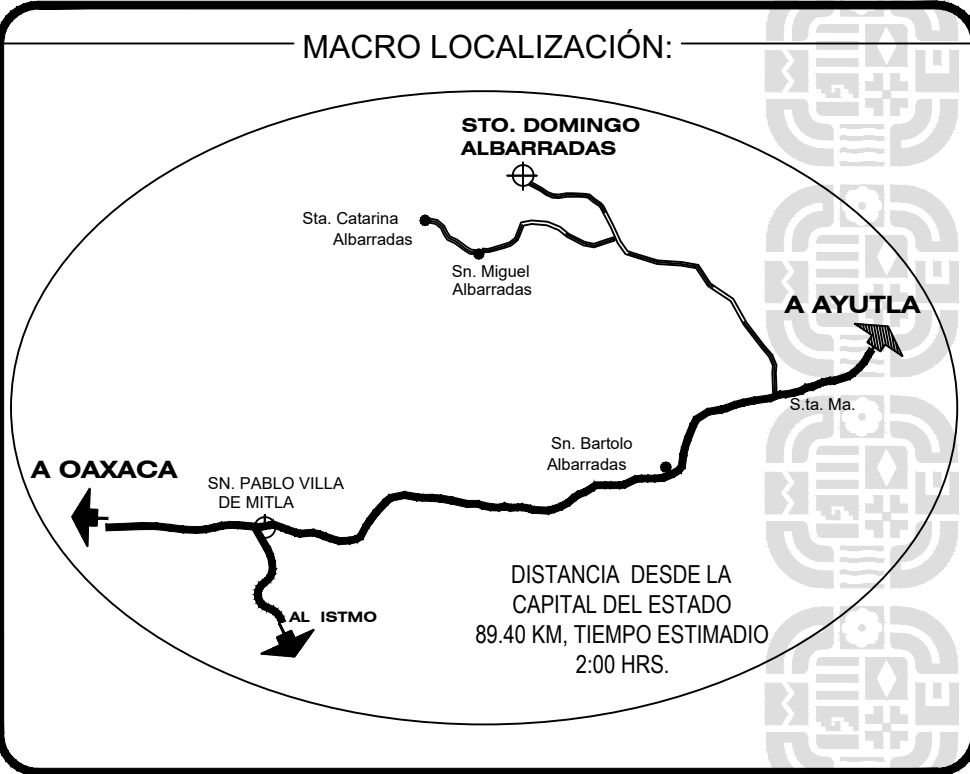 MACRO LOCALIZACIÓN:
STO. DOMINGO
ALBARRADAS
Sta. Catarina
Albarradas
Sn. Miguel
Albarradas
A AYUTLA
S.ta. Ma.
Sn. Bartolo
Albarradas
A OAXACA
SN. PABLO VILLA
DE MITLA
AL ISTMO
DISTANCIA DESDE LA
CAPITAL DEL ESTADO
89.40 KM, TIEMPO ESTIMADIO
2:00 HRS.